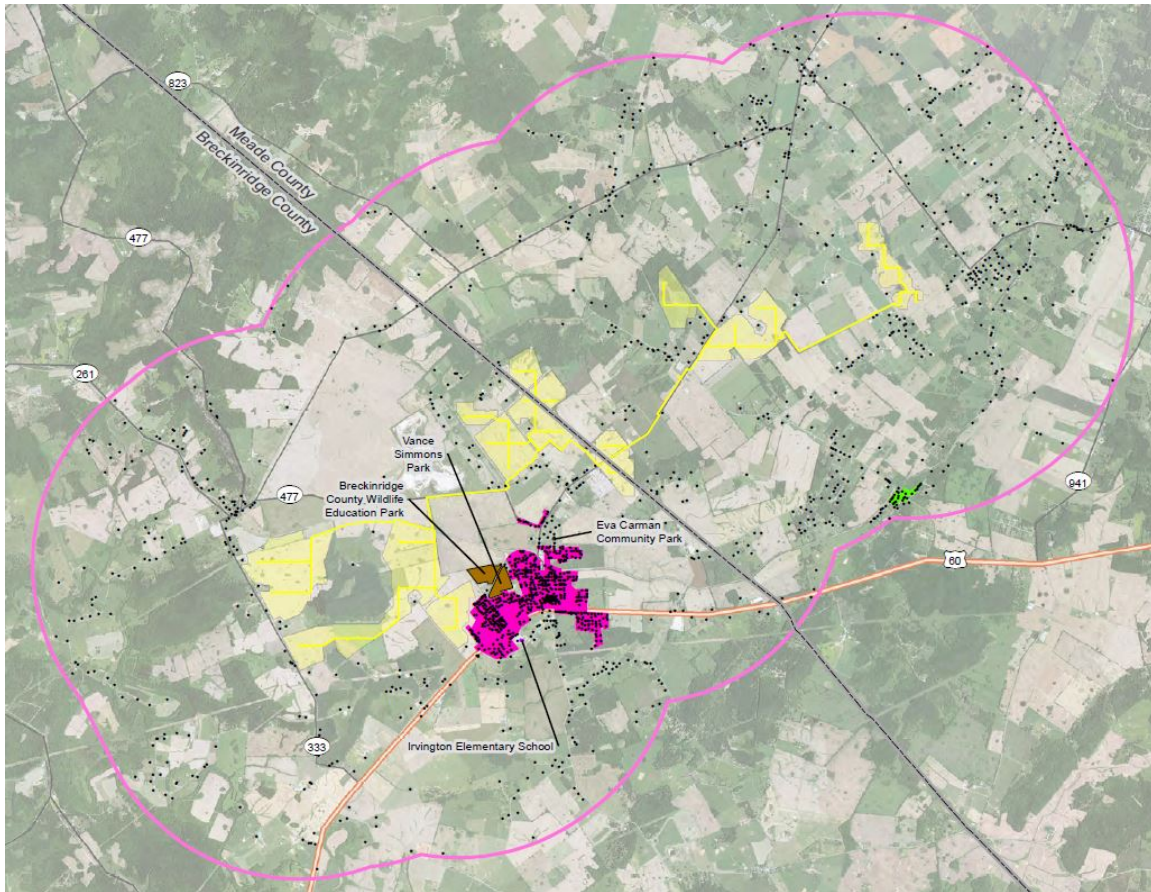 823
Meade County
Breckinridge County
477
261
Vance
Simmons
Park
Breckinridge
County Wildlife
Education Park
477
941
Eva Carman
Community Park
60
Irvington Elementary School
333